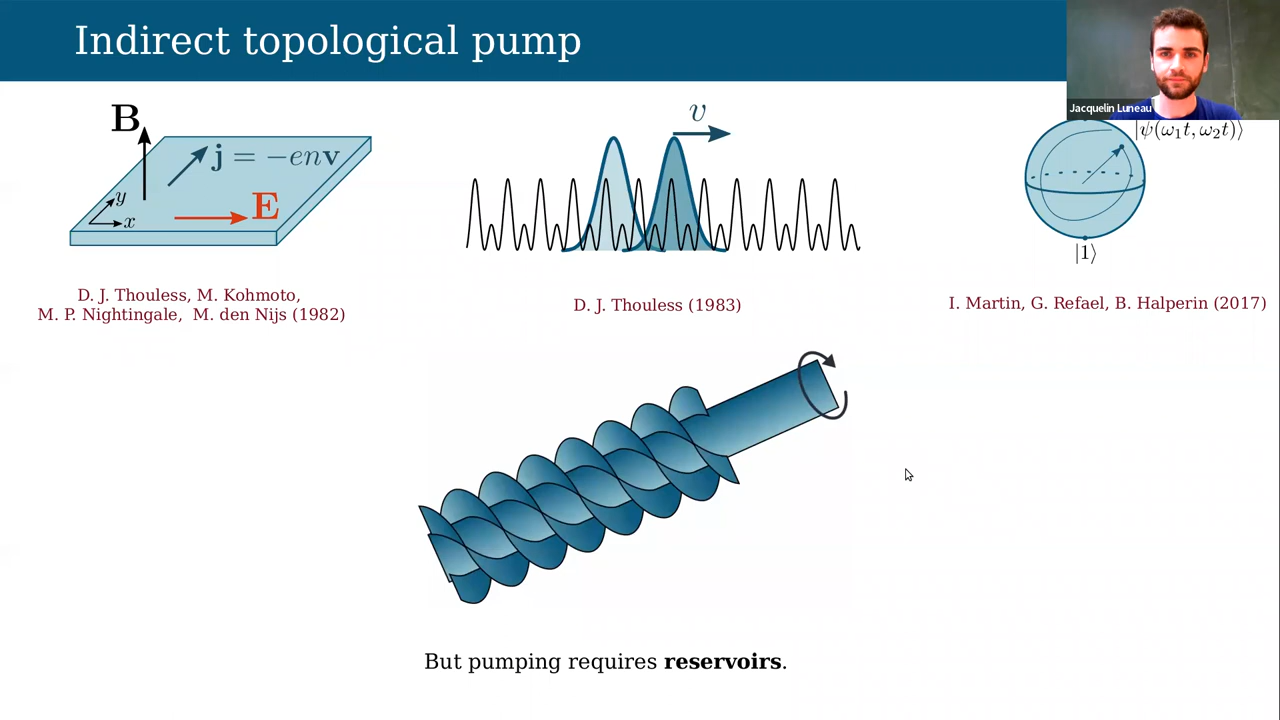 Indirect topological pump
Jacquelin Luneau
B
j = −env
E
y
x
v
|ψ(ω₁t, ω₂t)⟩
|1⟩
D. J. Thouless, M. Kohmoto,
M. P. Nightingale, M. den Nijs (1982)
D. J. Thouless (1983)
I. Martin, G. Refael, B. Halperin (2017)
But pumping requires reservoirs.